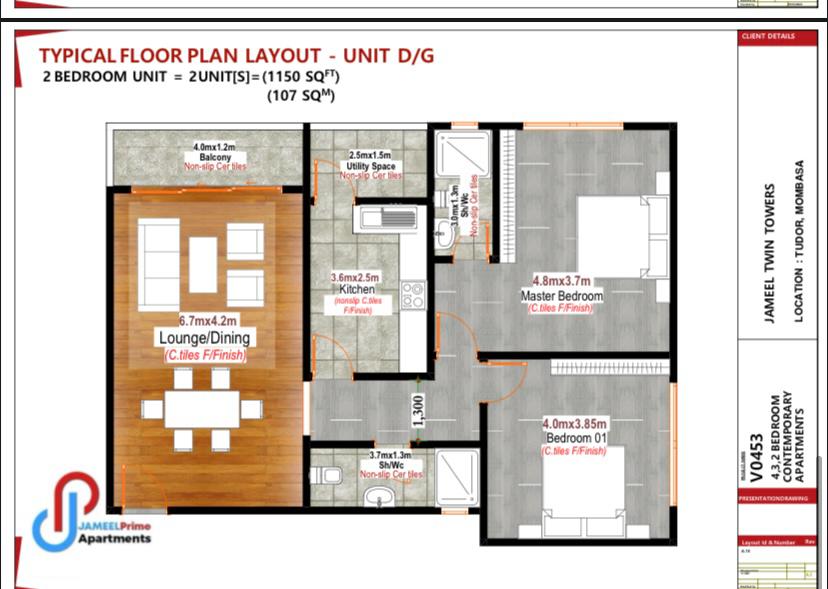 TYPICAL FLOOR PLAN LAYOUT - UNIT D/G
2 BEDROOM UNIT = 2UNIT[S]=(1150 SQFT)
(107 SQM)
4.0mx1.2m
Balcony
Non-slip Cer tiles
2.5mx1.5m
Utility Space
Non-slip Cer tiles
3.0mx1.3m
Sh/Wc
Non-slip Cer tiles
3.6mx2.5m
Kitchen
(nonslip C.tiles
F/Finish)
4.8mx3.7m
Master Bedroom
(C.tiles F/Finish)
6.7mx4.2m
Lounge/Dining
(C.tiles F/Finish)
1,300
4.0mx3.85m
Bedroom 01
(C.tiles F/Finish)
3.7mx1.3m
Sh/Wc
Non-slip Cer tiles
JAMEELPrime
Apartments
CLIENT DETAILS
JAMEEL TWIN TOWERS
LOCATION : TUDOR, MOMBASA
V0453
4,3,2 BEDROOM
CONTEMPORARY
APARTMENTS
PRESENTATION DRAWING
Layout Id & Number Rev